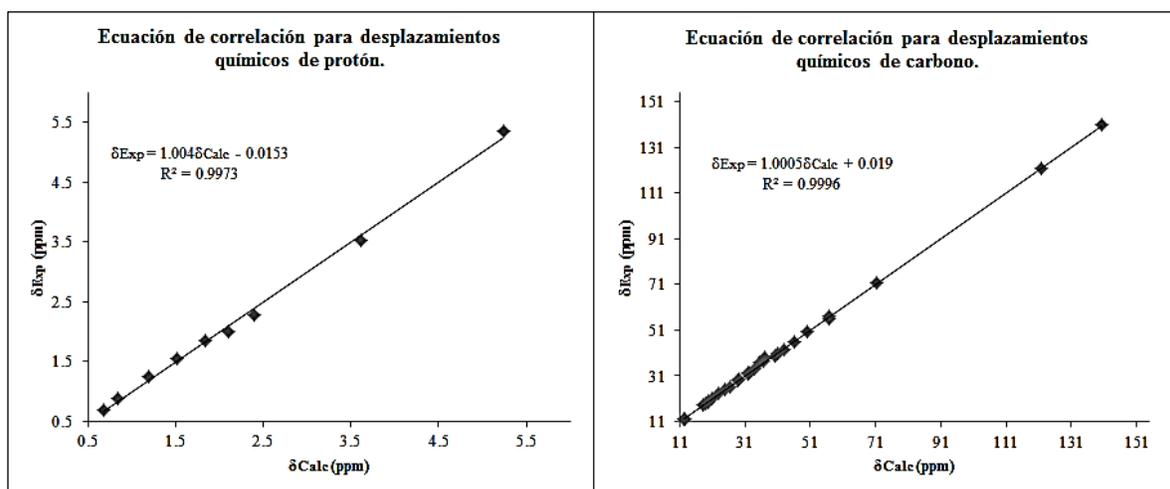 Ecuación de correlación para desplazamientos
químicos de protón.
5.5
4.5
3.5
2.5
1.5
0.5
δExp (ppm)
δExp = 1.004δCalc - 0.0153
R² = 0.9973
0.5 1.5 2.5 3.5 4.5 5.5
δCalc (ppm)
Ecuación de correlación para desplazamientos
químicos de carbono.
151
131
111
91
71
51
31
11
δExp (ppm)
δExp = 1.0005δCalc + 0.019
R² = 0.9996
11 31 51 71 91 111 131 151
δCalc (ppm)